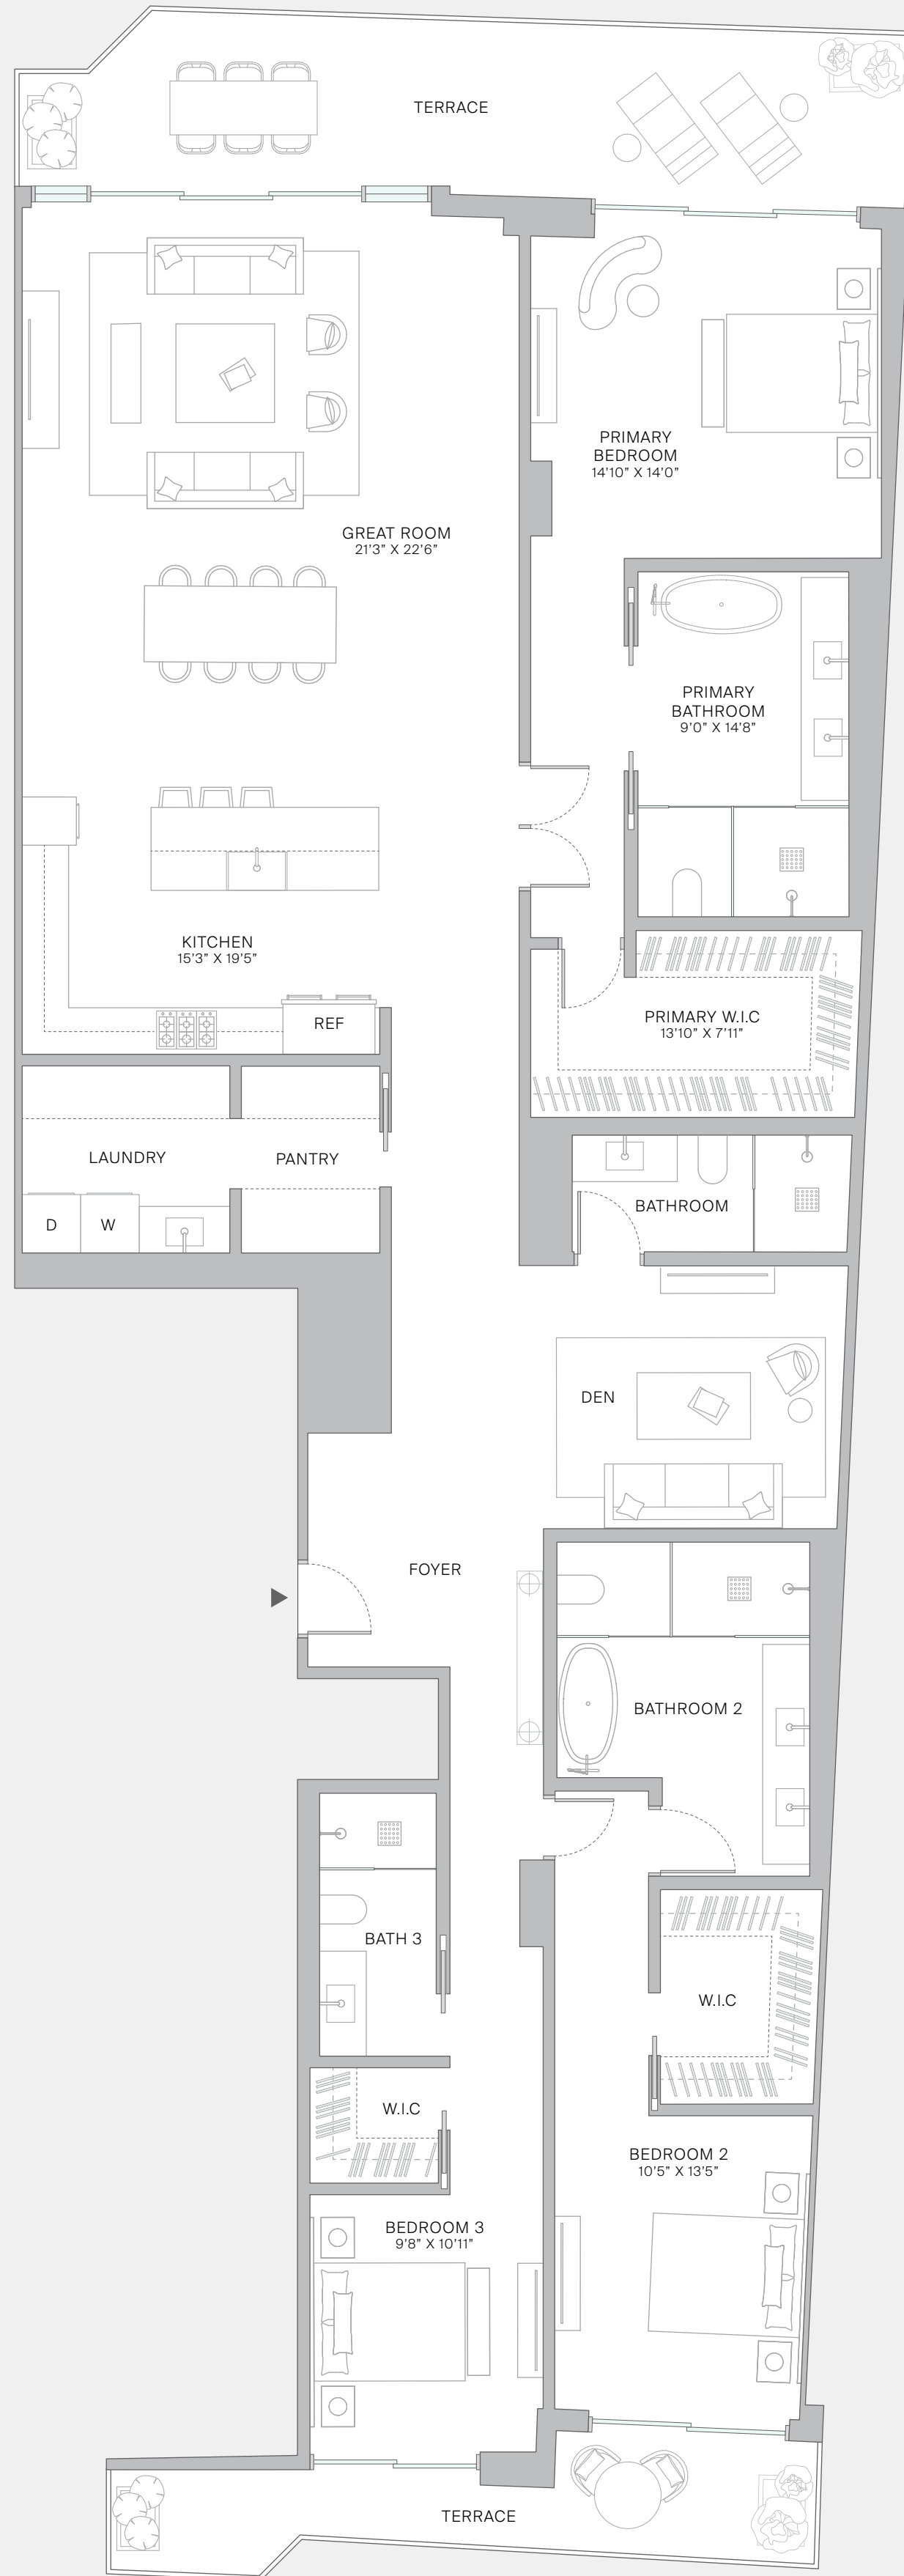 TERRACE
PRIMARY
BEDROOM
14'10" X 14'0"
GREAT ROOM
21'3" X 22'6"
PRIMARY
BATHROOM
9'0" X 14'8"
KITCHEN
15'3" X 19'5"
REF
PRIMARY W.I.C
13'10" X 7'11"
LAUNDRY
PANTRY
D
W
BATHROOM
DEN
FOYER
BATHROOM 2
BATH 3
W.I.C
W.I.C
BEDROOM 2
10'5" X 13'5"
BEDROOM 3
9'8" X 10'11"
TERRACE